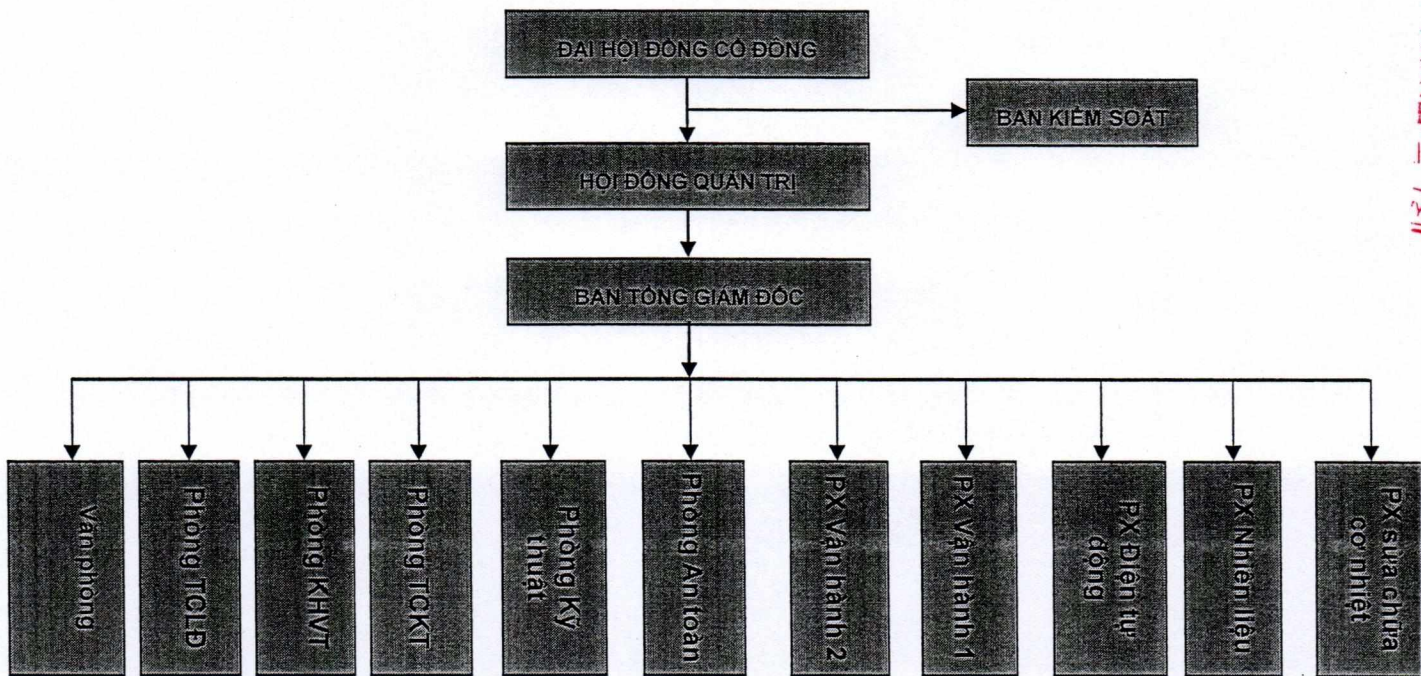 ĐẠI HỘI ĐỒNG CỔ ĐÔNG
BAN KIỂM SOÁT
HỘI ĐỒNG QUẢN TRỊ
BAN TỔNG GIÁM ĐỐC
Văn phòng
Phòng TCLĐ
Phòng KHVT
Phòng TCKT
Phòng Kỹ
thuật
Phòng An toàn
PX Vận hành 2
PX Vận hành 1
PX Điện tự
động
PX Nhiên liệu
PX sửa chữa
cơ nhiệt